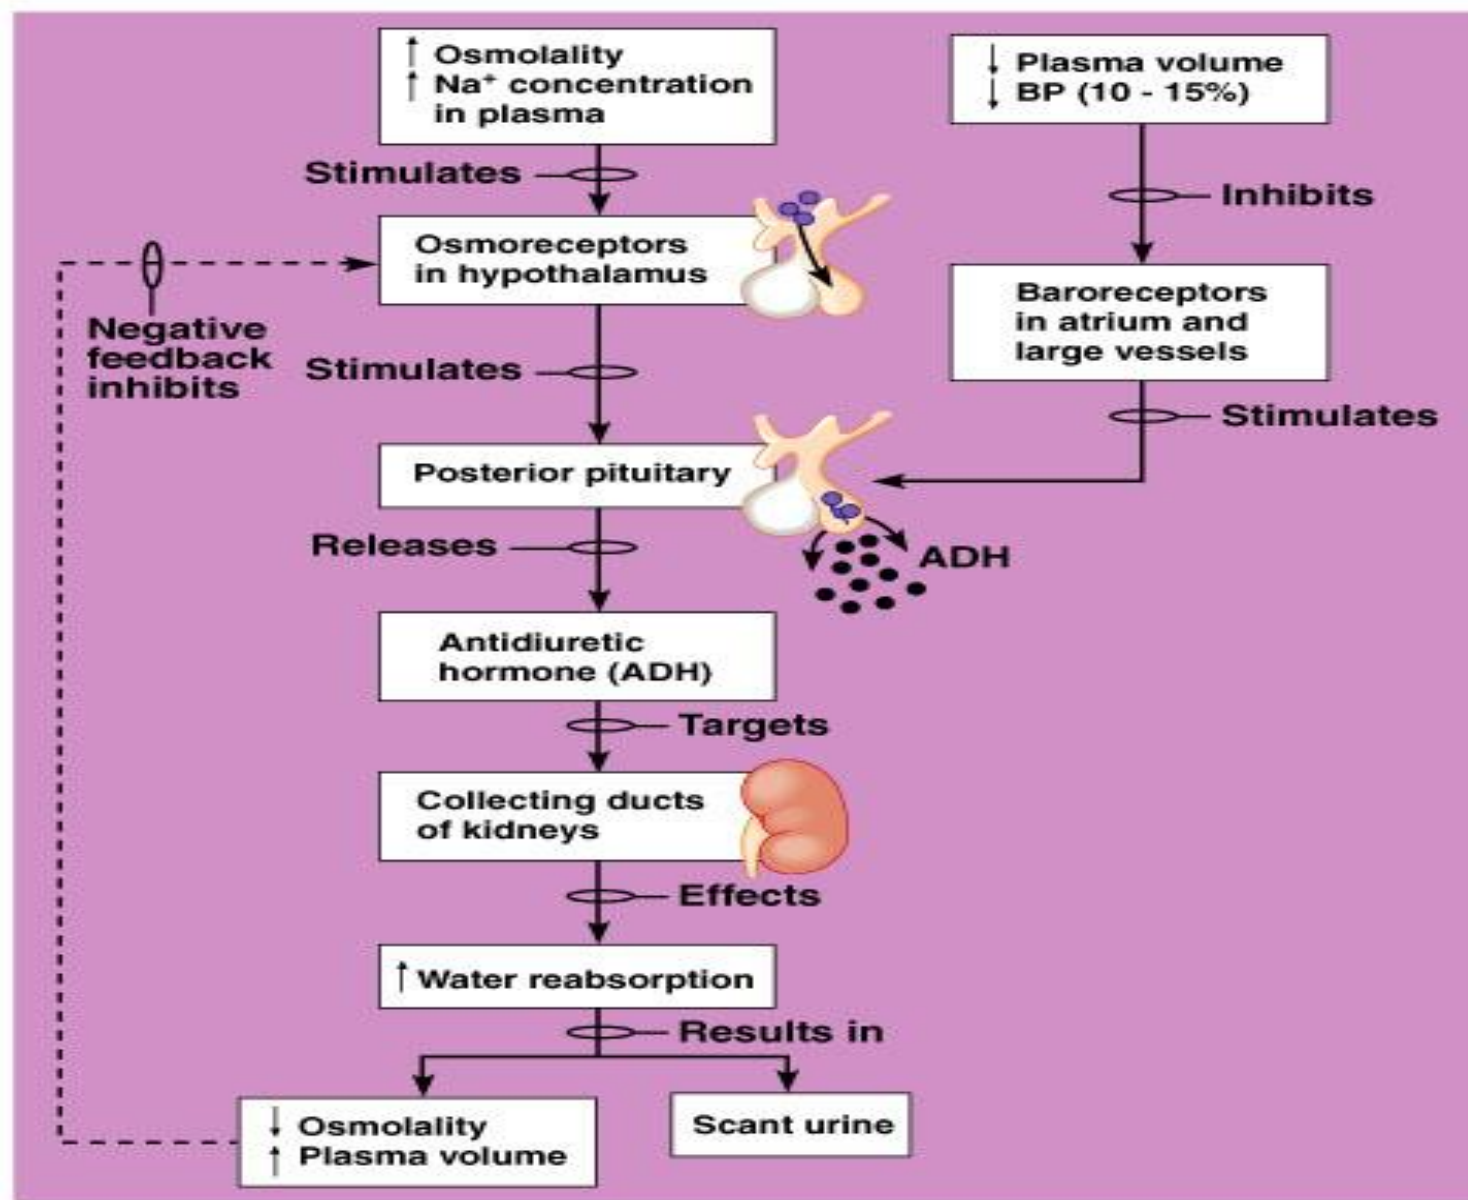 ↑ Osmolality
↑ Na⁺ concentration
in plasma
↓ Plasma volume
↓ BP (10 - 15%)
Stimulates
Inhibits
Osmoreceptors
in hypothalamus
Baroreceptors
in atrium and
large vessels
Negative
feedback
inhibits
Stimulates
Stimulates
Posterior pituitary
Releases
ADH
Antidiuretic
hormone (ADH)
Targets
Collecting ducts
of kidneys
Effects
↑ Water reabsorption
Results in
↓ Osmolality
↑ Plasma volume
Scant urine